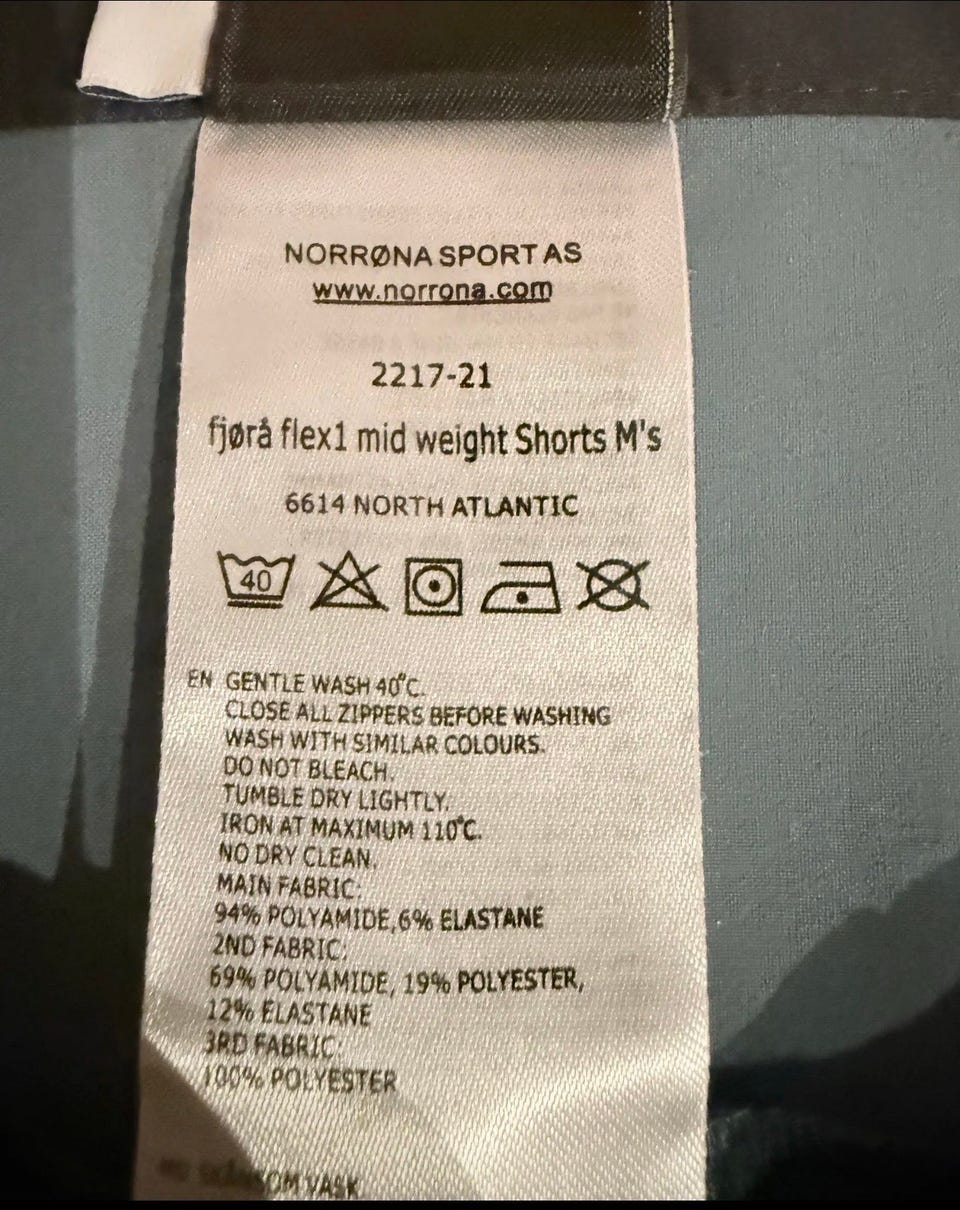 NORRØNA SPORT AS
www.norrona.com
2217-21
fjørå flex1 mid weight Shorts M's
6614 NORTH ATLANTIC
40
EN GENTLE WASH 40°C.
CLOSE ALL ZIPPERS BEFORE WASHING
WASH WITH SIMILAR COLOURS.
DO NOT BLEACH.
TUMBLE DRY LIGHTLY.
IRON AT MAXIMUM 110°C.
NO DRY CLEAN.
MAIN FABRIC:
94% POLYAMIDE,6% ELASTANE
2ND FABRIC:
69% POLYAMIDE, 19% POLYESTER,
12% ELASTANE
3RD FABRIC:
100% POLYESTER
VASK